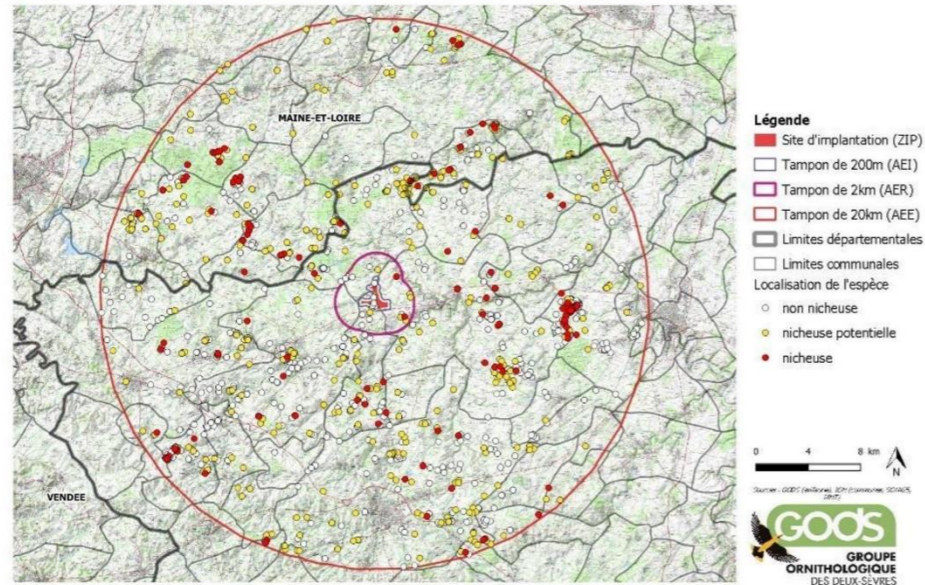 MAINE-ET-LOIRE
VENDEE
Légende
Site d'implantation (ZIP)
Tampon de 200m (AEI)
Tampon de 2km (AER)
Tampon de 20km (AEE)
Limites départementales
Limites communales
Localisation de l'espèce
non nicheuse
nicheuse potentielle
nicheuse
0 4 8 km
N
GODS
GROUPE
ORNITHOLOGIQUE
DES DEUX-SÈVRES